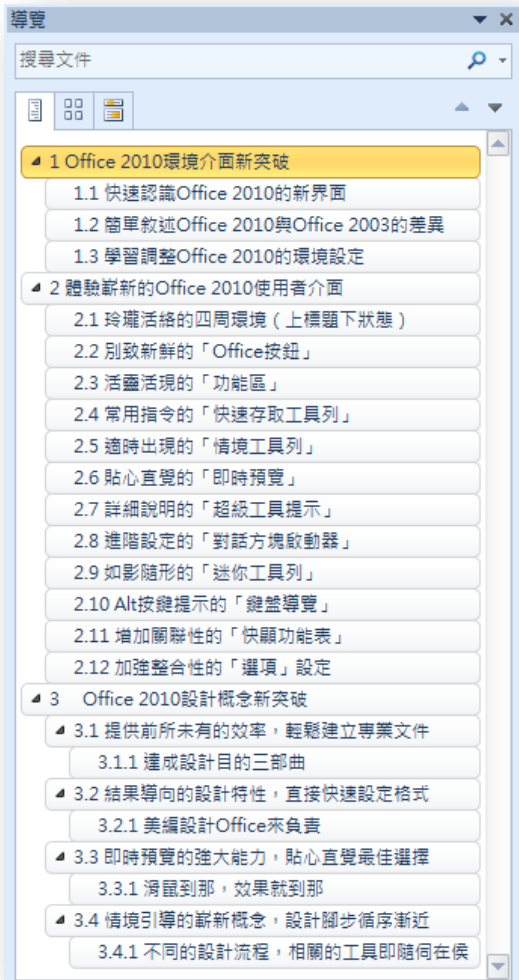 導覽
搜尋文件
1 Office 2010環境介面新突破
1.1 快速認識Office 2010的新界面
1.2 簡單敘述Office 2010與Office 2003的差異
1.3 學習調整Office 2010的環境設定
2 體驗嶄新的Office 2010使用者介面
2.1 玲瓏活絡的四周環境（上標題下狀態）
2.2 別致新鮮的「Office按鈕」
2.3 活靈活現的「功能區」
2.4 常用指令的「快速存取工具列」
2.5 適時出現的「情境工具列」
2.6 貼心直覺的「即時預覽」
2.7 詳細說明的「超級工具提示」
2.8 進階設定的「對話方塊啟動器」
2.9 如影隨形的「迷你工具列」
2.10 Alt按鍵提示的「鍵盤導覽」
2.11 增加關聯性的「快顯功能表」
2.12 加強整合性的「選項」設定
3 Office 2010設計概念新突破
3.1 提供前所未有的效率，輕鬆建立專業文件
3.1.1 達成設計目的三部曲
3.2 結果導向的設計特性，直接快速設定格式
3.2.1 美編設計Office來負責
3.3 即時預覽的強大能力，貼心直覺最佳選擇
3.3.1 滑鼠到那，效果就到那
3.4 情境引導的嶄新概念，設計腳步循序漸近
3.4.1 不同的設計流程，相關的工具即隨伺在侯